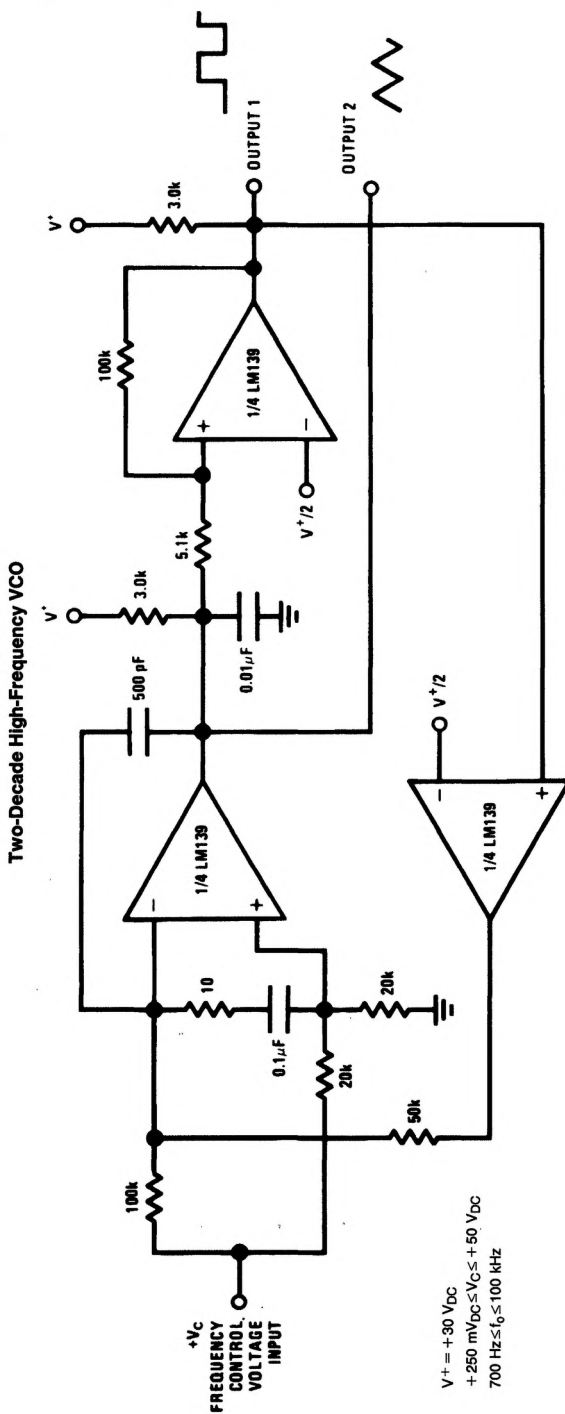 Two-Decade High-Frequency VCO
V+
V+
3.0k
3.0k
100k
500 pF
5.1k
0.01µF
1/4 LM139
+
−
V+/2
OUTPUT 1
OUTPUT 2
100k
10
0.1µF
20k
20k
50k
−
+
1/4 LM139
V+/2
−
+
1/4 LM139
+VC
FREQUENCY
CONTROL
VOLTAGE
INPUT
V+ = +30 VDC
+250 mVDC ≤ VC ≤ +50 VDC
700 Hz ≤ fo ≤ 100 kHz